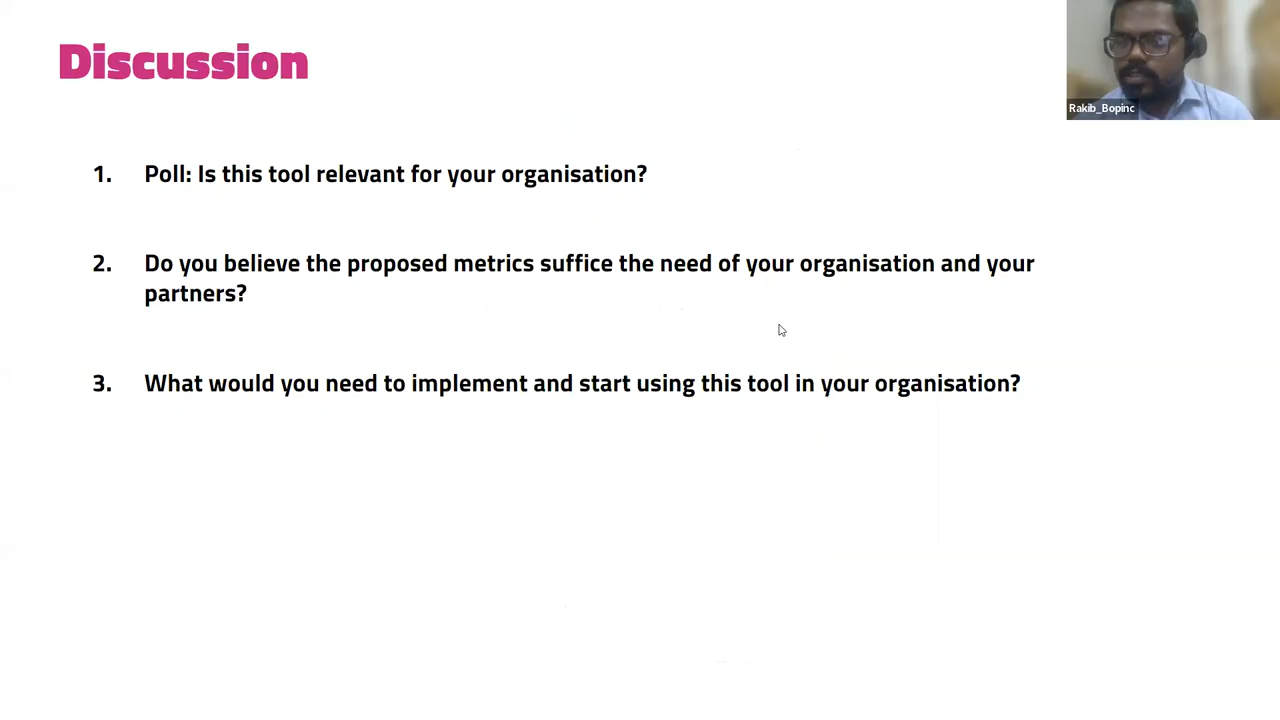 Discussion
Rakib_Bopinc
1. Poll: Is this tool relevant for your organisation?
2. Do you believe the proposed metrics suffice the need of your organisation and your
partners?
3. What would you need to implement and start using this tool in your organisation?